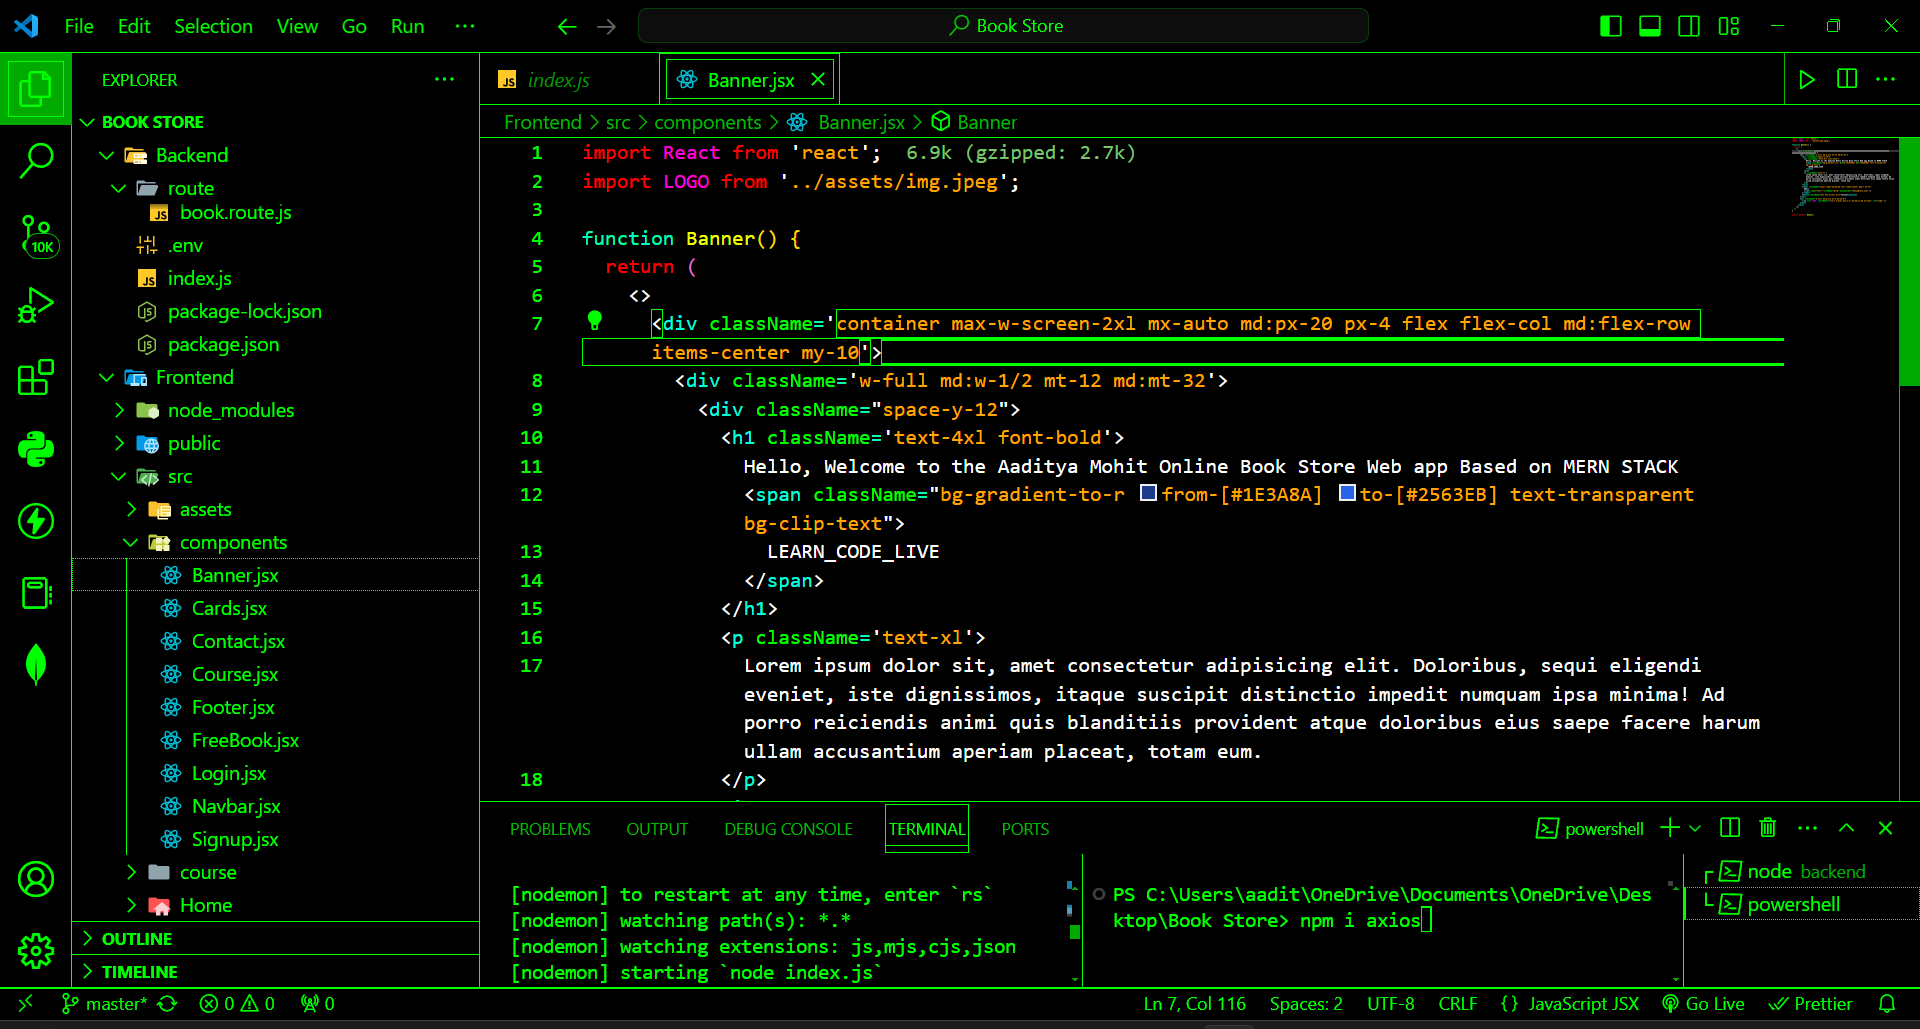 File Edit Selection View Go Run ··· Book Store
EXPLORER ···
BOOK STORE
Backend
route
book.route.js
.env
index.js
package-lock.json
package.json
Frontend
node_modules
public
src
assets
components
Banner.jsx
Cards.jsx
Contact.jsx
Course.jsx
Footer.jsx
FreeBook.jsx
Login.jsx
Navbar.jsx
Signup.jsx
course
Home
OUTLINE
TIMELINE
10K
index.js Banner.jsx
Frontend > src > components > Banner.jsx > Banner
1 import React from 'react'; 6.9k (gzipped: 2.7k)
2 import LOGO from '../assets/img.jpeg';
3
4 function Banner() {
5 return (
6 <>
7 <div className='container max-w-screen-2xl mx-auto md:px-20 px-4 flex flex-col md:flex-row
items-center my-10'>
8 <div className='w-full md:w-1/2 mt-12 md:mt-32'>
9 <div className="space-y-12">
10 <h1 className='text-4xl font-bold'>
11 Hello, Welcome to the Aaditya Mohit Online Book Store Web app Based on MERN STACK
12 <span className="bg-gradient-to-r from-[#1E3A8A] to-[#2563EB] text-transparent
bg-clip-text">
13 LEARN_CODE_LIVE
14 </span>
15 </h1>
16 <p className='text-xl'>
17 Lorem ipsum dolor sit, amet consectetur adipisicing elit. Doloribus, sequi eligendi
eveniet, iste dignissimos, itaque suscipit distinctio impedit numquam ipsa minima! Ad
porro reiciendis animi quis blanditiis provident atque doloribus eius saepe facere harum
ullam accusantium aperiam placeat, totam eum.
18 </p>
PROBLEMS OUTPUT DEBUG CONSOLE TERMINAL PORTS powershell
[nodemon] to restart at any time, enter `rs`
[nodemon] watching path(s): *.*
[nodemon] watching extensions: js,mjs,cjs,json
[nodemon] starting `node index.js`
PS C:\Users\aadit\OneDrive\Documents\OneDrive\Des
ktop\Book Store> npm i axios
node backend
powershell
master* 0 0 0 Ln 7, Col 116 Spaces: 2 UTF-8 CRLF {} JavaScript JSX Go Live Prettier